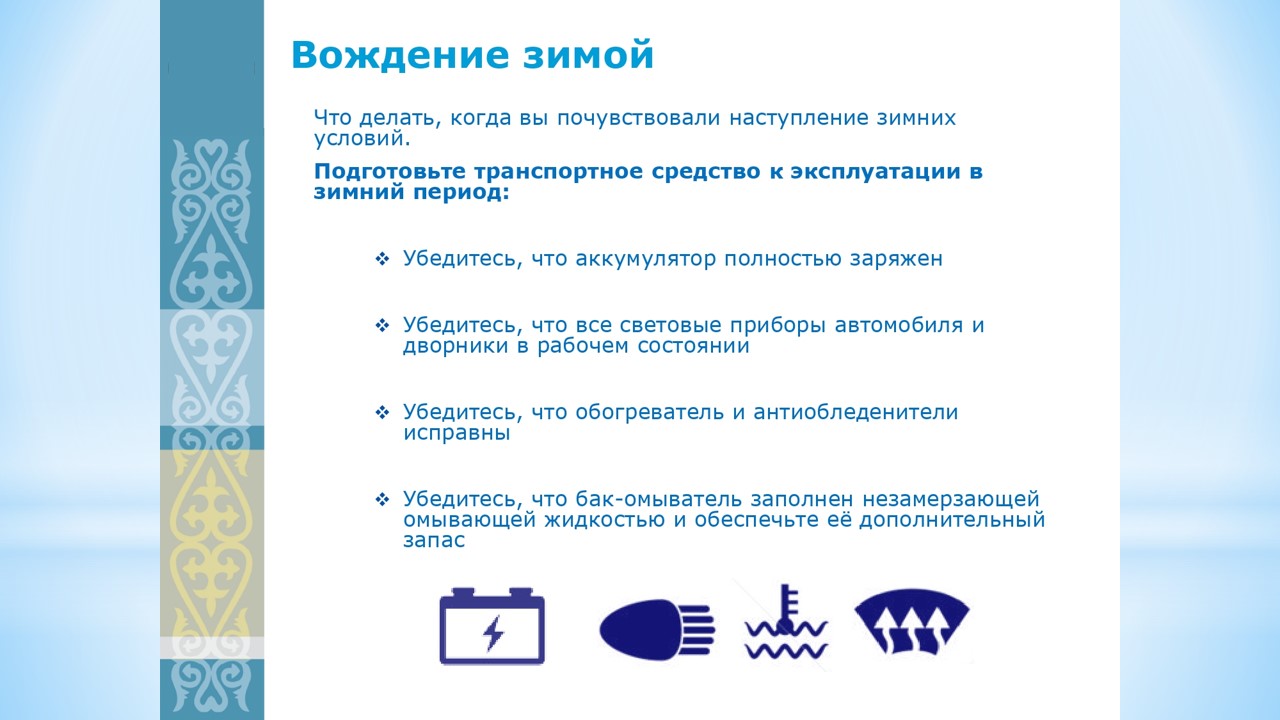 Вождение зимой
Что делать, когда вы почувствовали наступление зимних
условий.
Подготовьте транспортное средство к эксплуатации в
зимний период:
❖ Убедитесь, что аккумулятор полностью заряжен
❖ Убедитесь, что все световые приборы автомобиля и
дворники в рабочем состоянии
❖ Убедитесь, что обогреватель и антиобледенители
исправны
❖ Убедитесь, что бак-омыватель заполнен незамерзающей
омывающей жидкостью и обеспечьте её дополнительный
запас